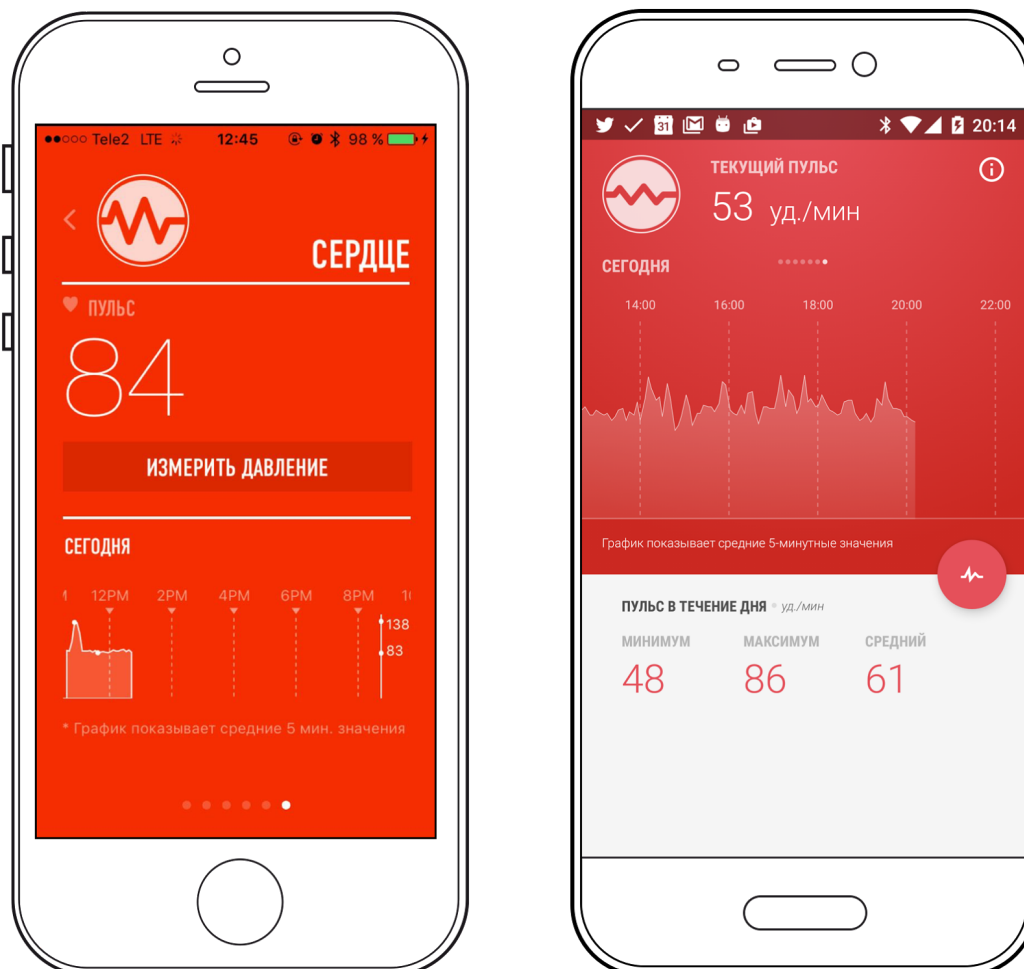 Tele2 LTE 12:45 98 %
СЕРДЦЕ
ПУЛЬС
84
ИЗМЕРИТЬ ДАВЛЕНИЕ
СЕГОДНЯ
12PM 2PM 4PM 6PM 8PM
138
83
* График показывает средние 5 мин. значения
31 20:14
ТЕКУЩИЙ ПУЛЬС
53 уд./мин
СЕГОДНЯ
14:00 16:00 18:00 20:00 22:00
График показывает средние 5-минутные значения
ПУЛЬС В ТЕЧЕНИЕ ДНЯ • уд./мин
МИНИМУМ МАКСИМУМ СРЕДНИЙ
48 86 61